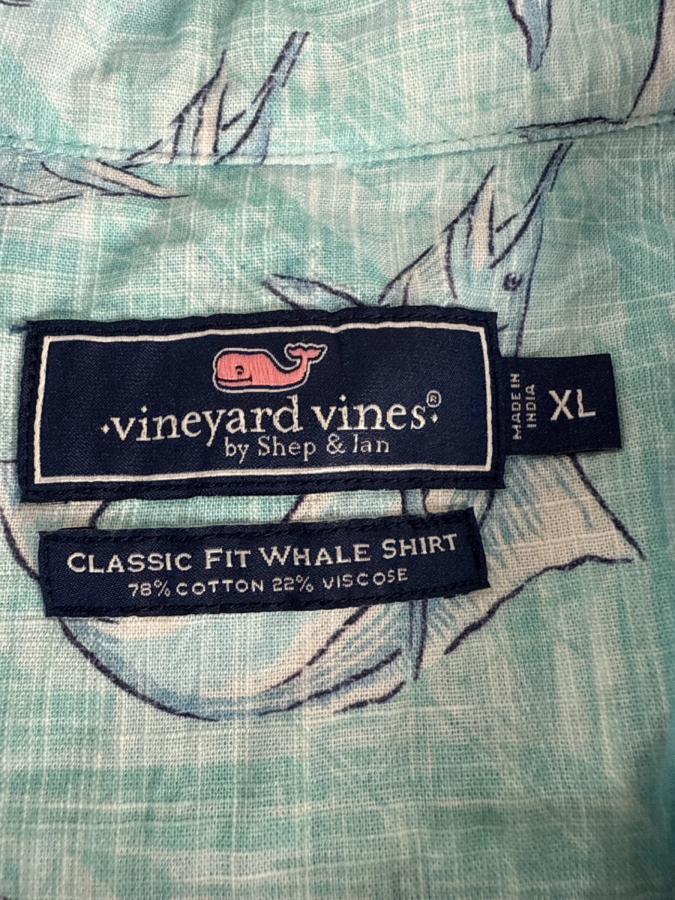 vineyard vines®
by Shep & Ian
MADE IN
INDIA
XL
CLASSIC FIT WHALE SHIRT
78% COTTON 22% VISCOSE